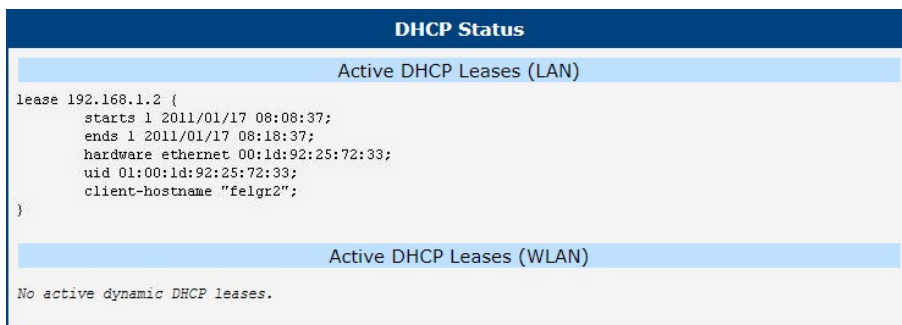 DHCP Status
Active DHCP Leases (LAN)
lease 192.168.1.2 {
        starts 1 2011/01/17 08:08:37;
        ends 1 2011/01/17 08:18:37;
        hardware ethernet 00:1d:92:25:72:33;
        uid 01:00:1d:92:25:72:33;
        client-hostname "felgr2";
}
Active DHCP Leases (WLAN)
No active dynamic DHCP leases.